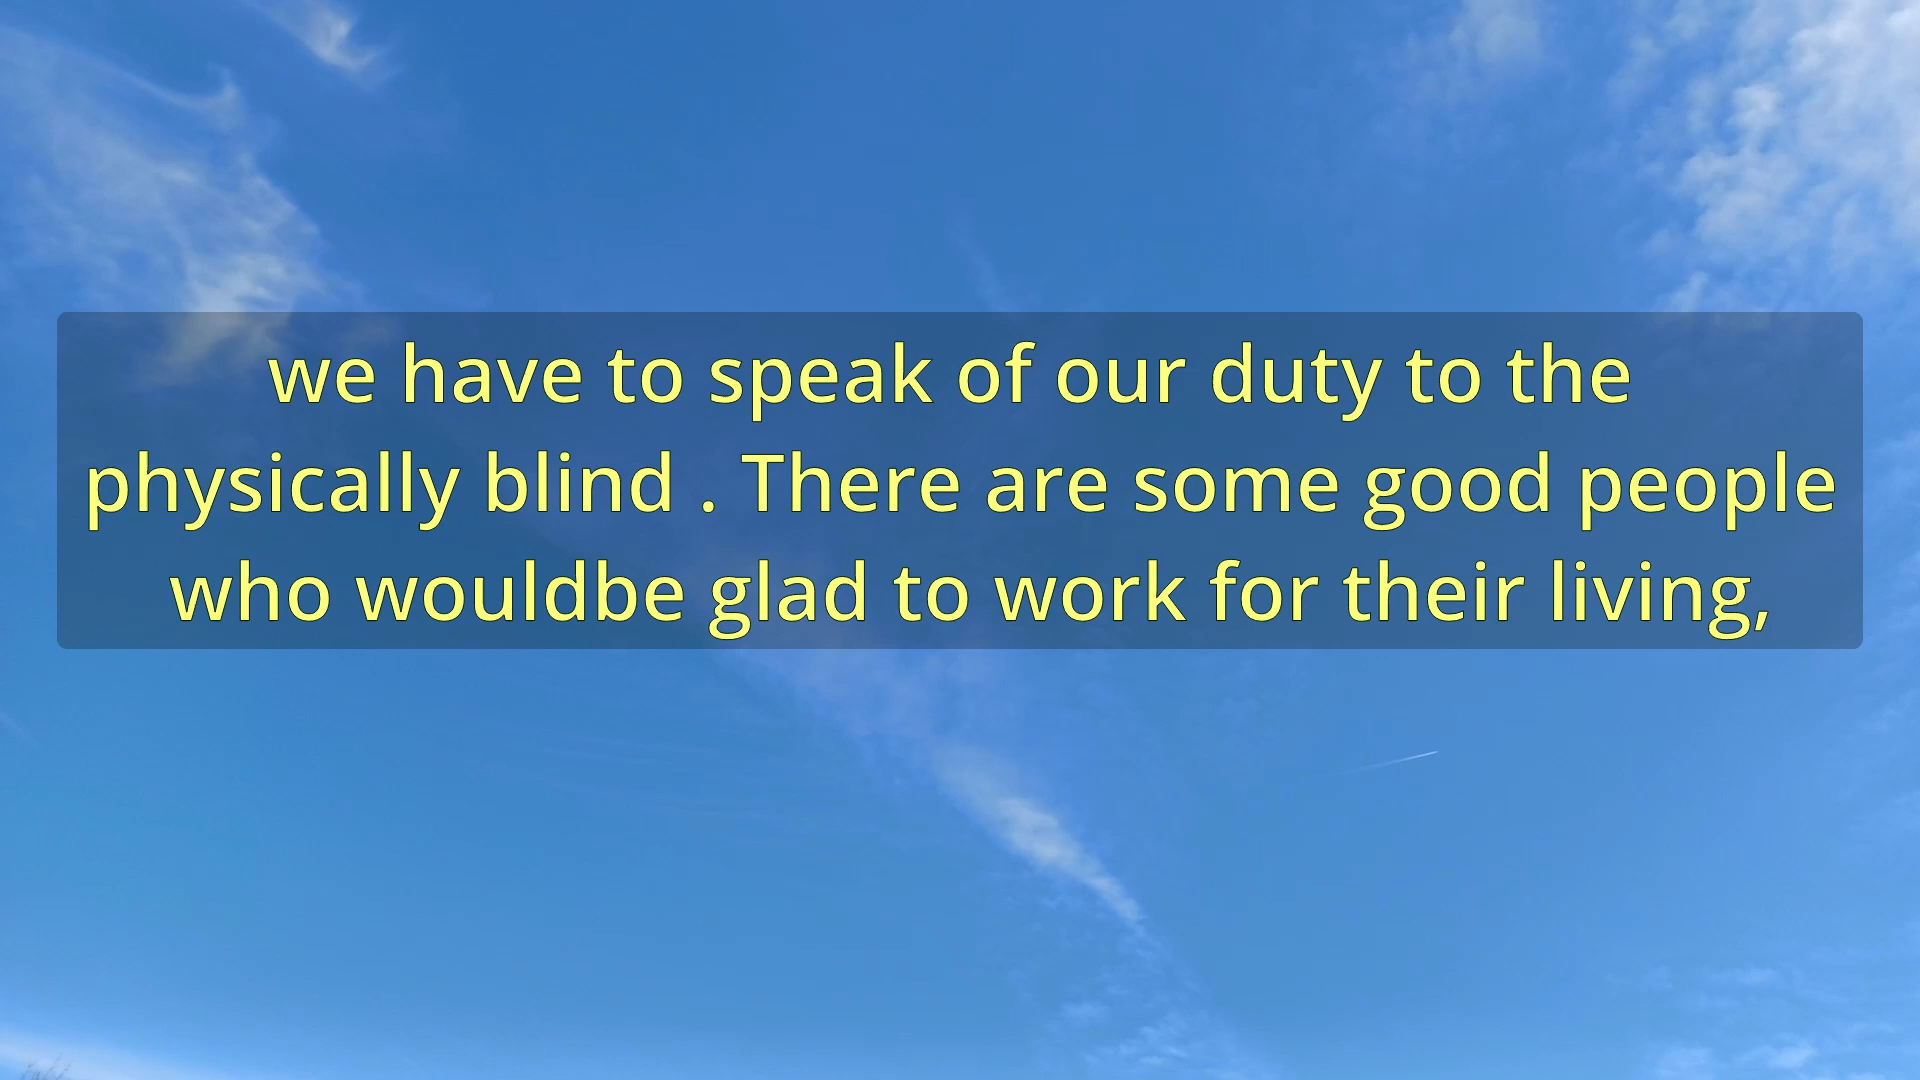 we have to speak of our duty to the
physically blind . There are some good people
who wouldbe glad to work for their living,